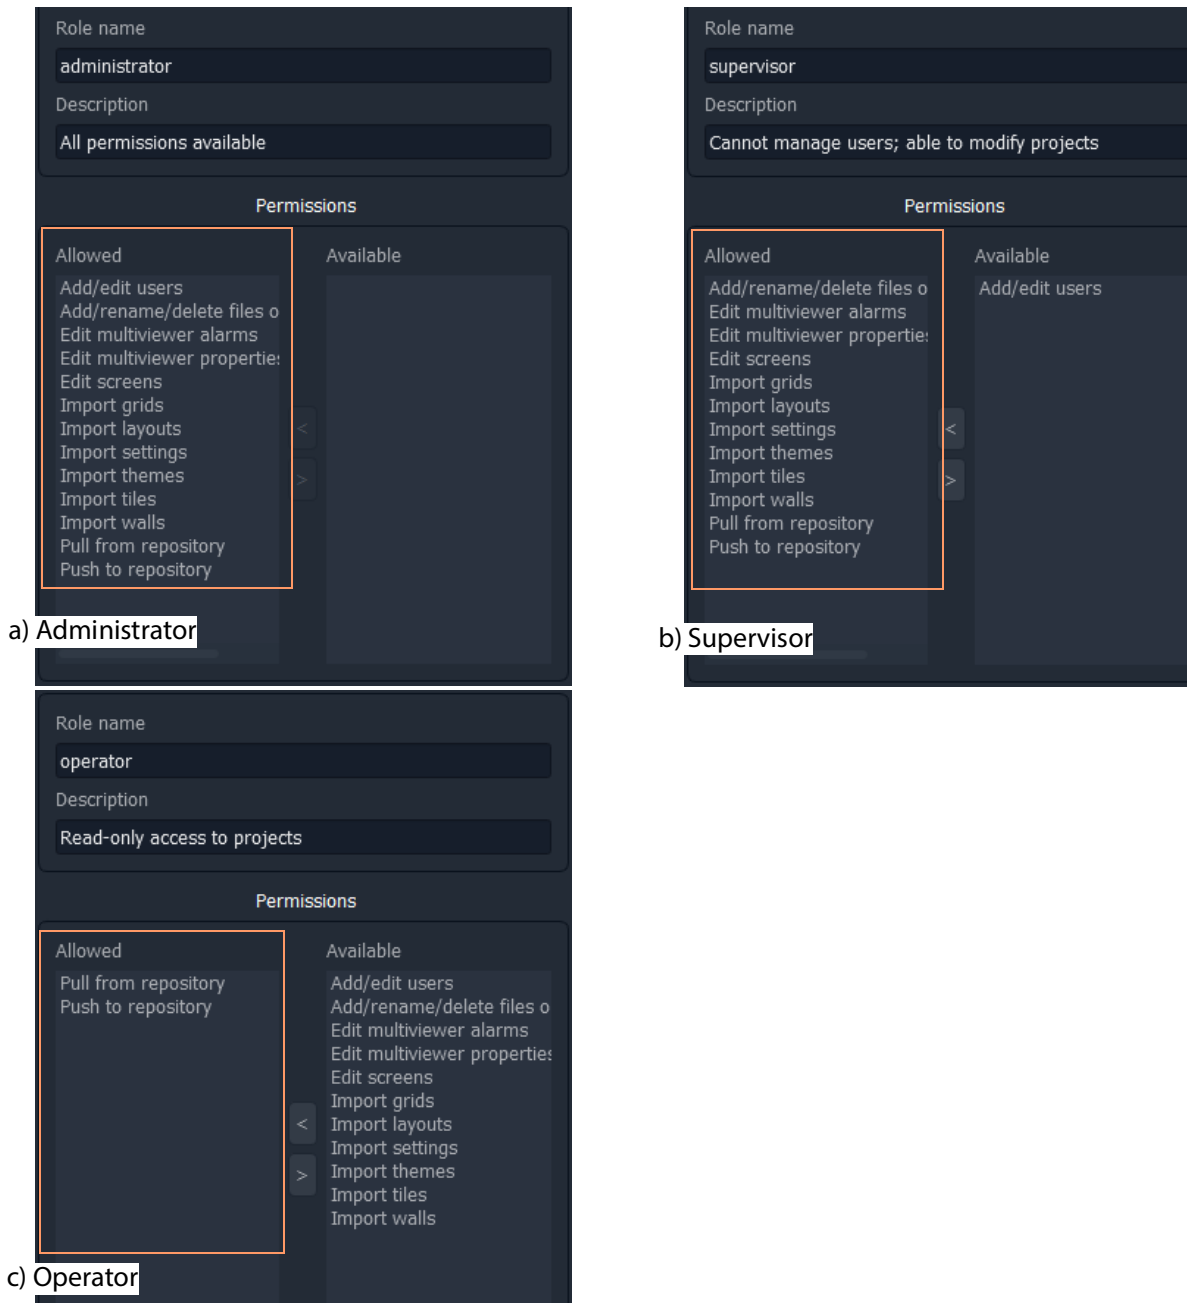 Role name
administrator
Description
All permissions available
Permissions
Allowed
Available
Add/edit users
Add/rename/delete files o
Edit multiviewer alarms
Edit multiviewer properties
Edit screens
Import grids
Import layouts
<
Import settings
Import themes
>
Import tiles
Import walls
Pull from repository
Push to repository
a) Administrator
Role name
supervisor
Description
Cannot manage users; able to modify projects
Permissions
Allowed
Available
Add/rename/delete files o
Add/edit users
Edit multiviewer alarms
Edit multiviewer properties
Edit screens
Import grids
Import layouts
Import settings
<
Import themes
Import tiles
>
Import walls
Pull from repository
Push to repository
b) Supervisor
Role name
operator
Description
Read-only access to projects
Permissions
Allowed
Available
Pull from repository
Push to repository
Add/edit users
Add/rename/delete files o
Edit multiviewer alarms
Edit multiviewer properties
Edit screens
Import grids
<
Import layouts
Import settings
>
Import themes
Import tiles
Import walls
c) Operator